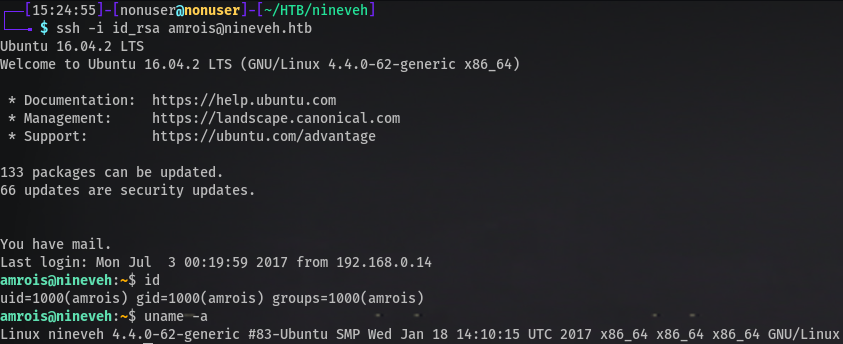 [15:24:55]-[nonuser@nonuser]-[~/HTB/nineveh]
$ ssh -i id_rsa amrois@nineveh.htb
Ubuntu 16.04.2 LTS
Welcome to Ubuntu 16.04.2 LTS (GNU/Linux 4.4.0-62-generic x86_64)
* Documentation:  https://help.ubuntu.com
* Management:     https://landscape.canonical.com
* Support:        https://ubuntu.com/advantage
133 packages can be updated.
66 updates are security updates.
You have mail.
Last login: Mon Jul  3 00:19:59 2017 from 192.168.0.14
amrois@nineveh:~$ id
uid=1000(amrois) gid=1000(amrois) groups=1000(amrois)
amrois@nineveh:~$ uname -a
Linux nineveh 4.4.0-62-generic #83-Ubuntu SMP Wed Jan 18 14:10:15 UTC 2017 x86_64 x86_64 x86_64 GNU/Linux